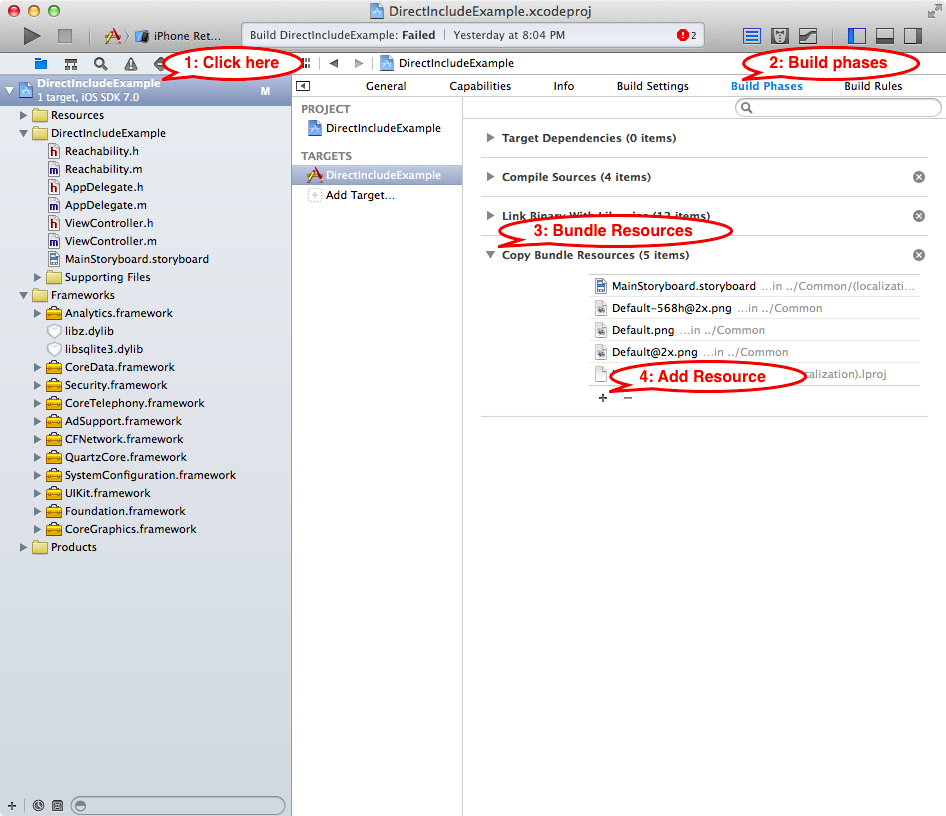 DirectIncludeExample.xcodeproj
iPhone Ret...
Build DirectIncludeExample: Failed | Yesterday at 8:04 PM
2
1: Click here
DirectIncludeExample
2: Build phases
DirectIncludeExample
1 target, iOS SDK 7.0
M
General Capabilities Info Build Settings Build Phases Build Rules
Resources
DirectIncludeExample
Reachability.h
Reachability.m
AppDelegate.h
AppDelegate.m
ViewController.h
ViewController.m
MainStoryboard.storyboard
Supporting Files
Frameworks
Analytics.framework
libz.dylib
libsqlite3.dylib
CoreData.framework
Security.framework
CoreTelephony.framework
AdSupport.framework
CFNetwork.framework
QuartzCore.framework
SystemConfiguration.framework
UIKit.framework
Foundation.framework
CoreGraphics.framework
Products
PROJECT
DirectIncludeExample
TARGETS
DirectIncludeExample
Add Target...
Target Dependencies (0 items)
Compile Sources (4 items)
Link Binary With Libraries (12 items)
3: Bundle Resources
Copy Bundle Resources (5 items)
MainStoryboard.storyboard ...in ../Common/(localizati...
Default-568h@2x.png ...in ../Common
Default.png ...in ../Common
Default@2x.png ...in ../Common
4: Add Resource
calization).lproj